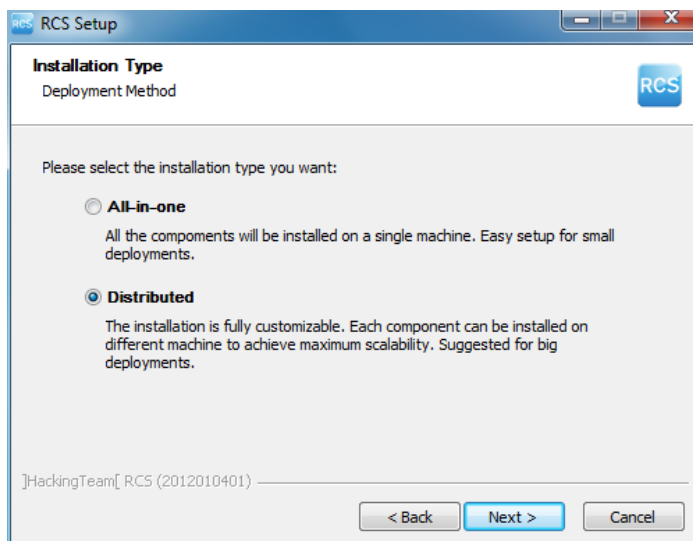 RCS RCS Setup
Installation Type
Deployment Method
RCS
Please select the installation type you want:
All-in-one
All the compoments will be installed on a single machine. Easy setup for small
deployments.
Distributed
The installation is fully customizable. Each component can be installed on
different machine to achieve maximum scalability. Suggested for big
deployments.
]HackingTeam[ RCS (2012010401)
< Back Next > Cancel